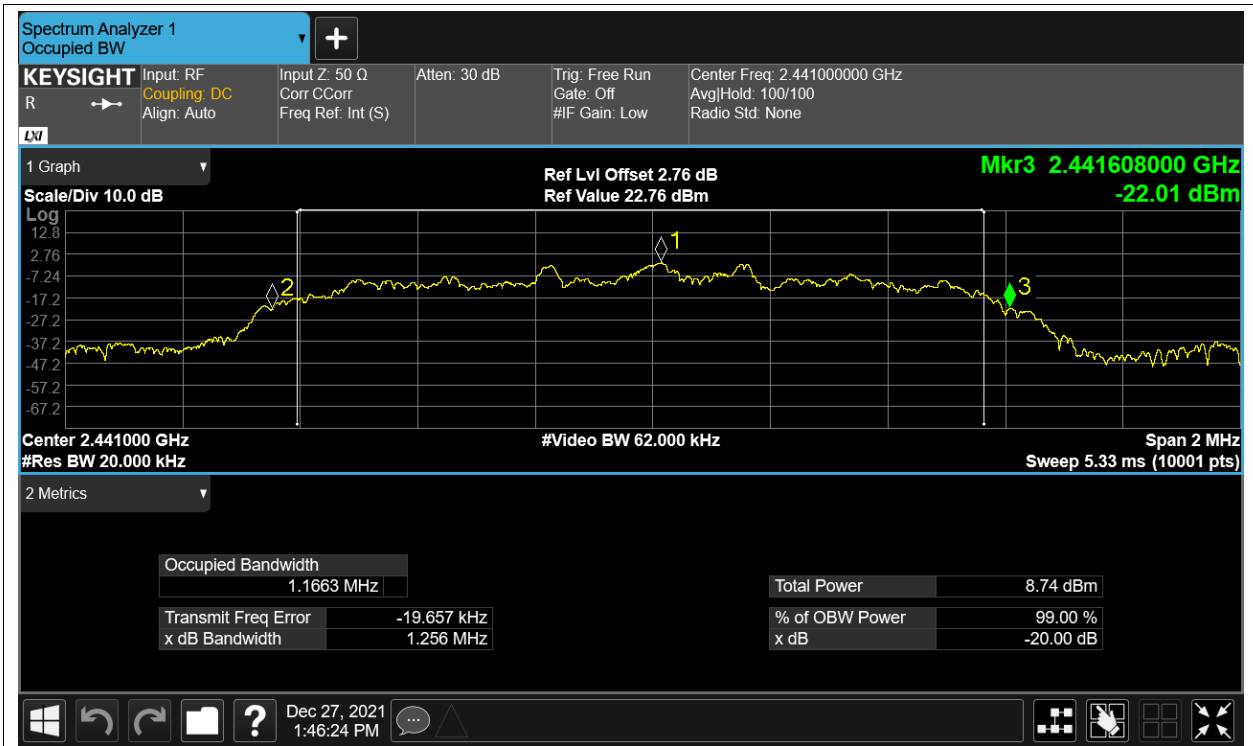 Spectrum Analyzer 1
Occupied BW
KEYSIGHT
R
LXI
Input: RF
Coupling: DC
Align: Auto
Input Z: 50 Ω
Corr CCorr
Freq Ref: Int (S)
Atten: 30 dB
Trig: Free Run
Gate: Off
#IF Gain: Low
Center Freq: 2.441000000 GHz
Avg|Hold: 100/100
Radio Std: None
1 Graph
Scale/Div 10.0 dB
Ref Lvl Offset 2.76 dB
Ref Value 22.76 dBm
Mkr3 2.441608000 GHz
-22.01 dBm
Log
12.8
2.76
-7.24
-17.2
-27.2
-37.2
-47.2
-57.2
-67.2
1
2
3
Center 2.441000 GHz
#Res BW 20.000 kHz
#Video BW 62.000 kHz
Span 2 MHz
Sweep 5.33 ms (10001 pts)
2 Metrics
Occupied Bandwidth
1.1663 MHz
Transmit Freq Error -19.657 kHz
x dB Bandwidth 1.256 MHz
Total Power 8.74 dBm
% of OBW Power 99.00 %
x dB -20.00 dB
?
Dec 27, 2021
1:46:24 PM